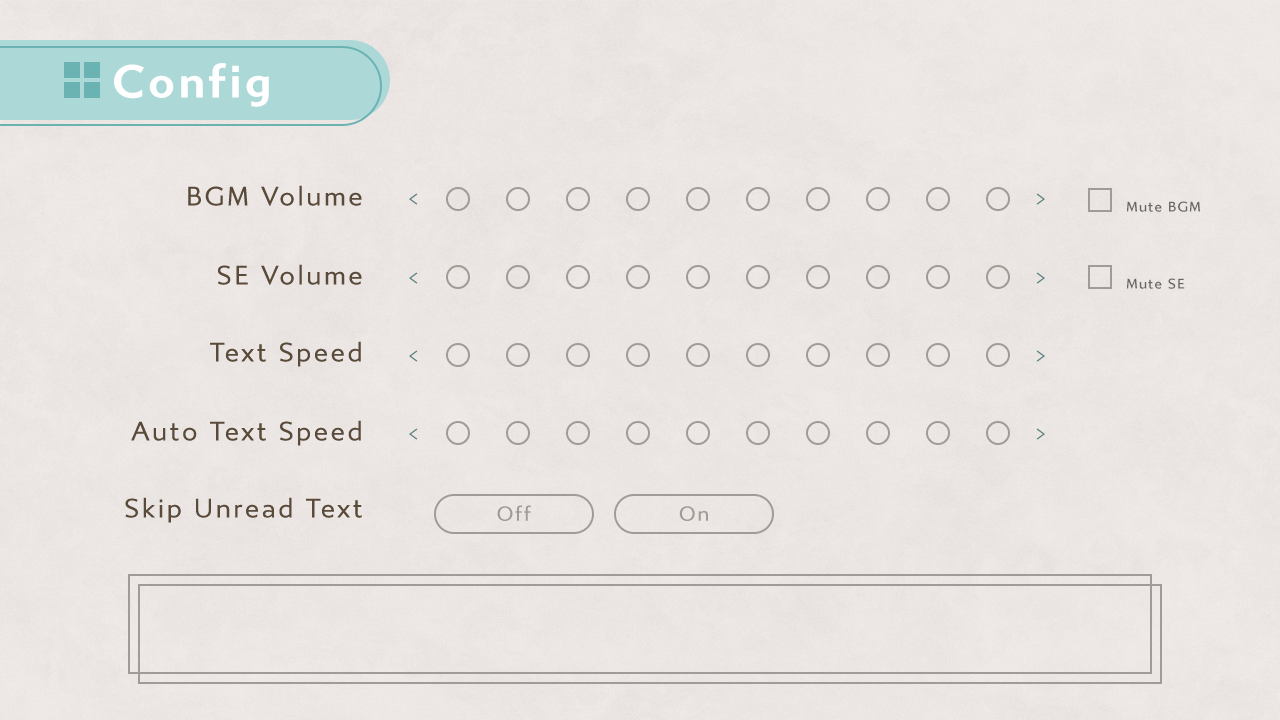 Config
BGM Volume < > Mute BGM
SE Volume < > Mute SE
Text Speed < >
Auto Text Speed < >
Skip Unread Text Off On